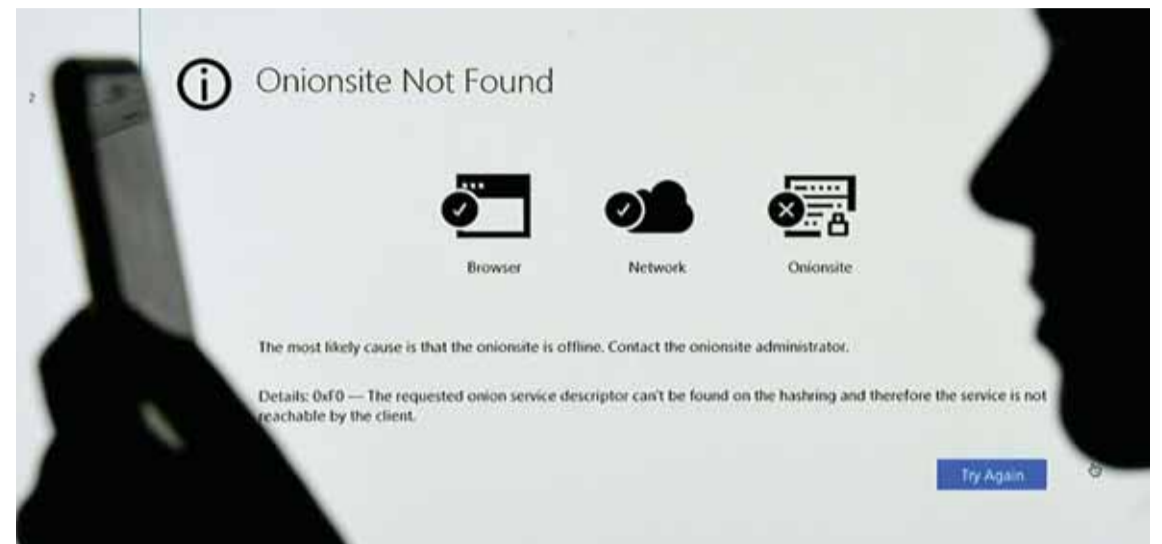 2
Onionsite Not Found
Browser
Network
Onionsite
The most likely cause is that the onionsite is offline. Contact the onionsite administrator.
Details: 0xF0 — The requested onion service descriptor can't be found on the hashring and therefore the service is not
reachable by the client.
Try Again